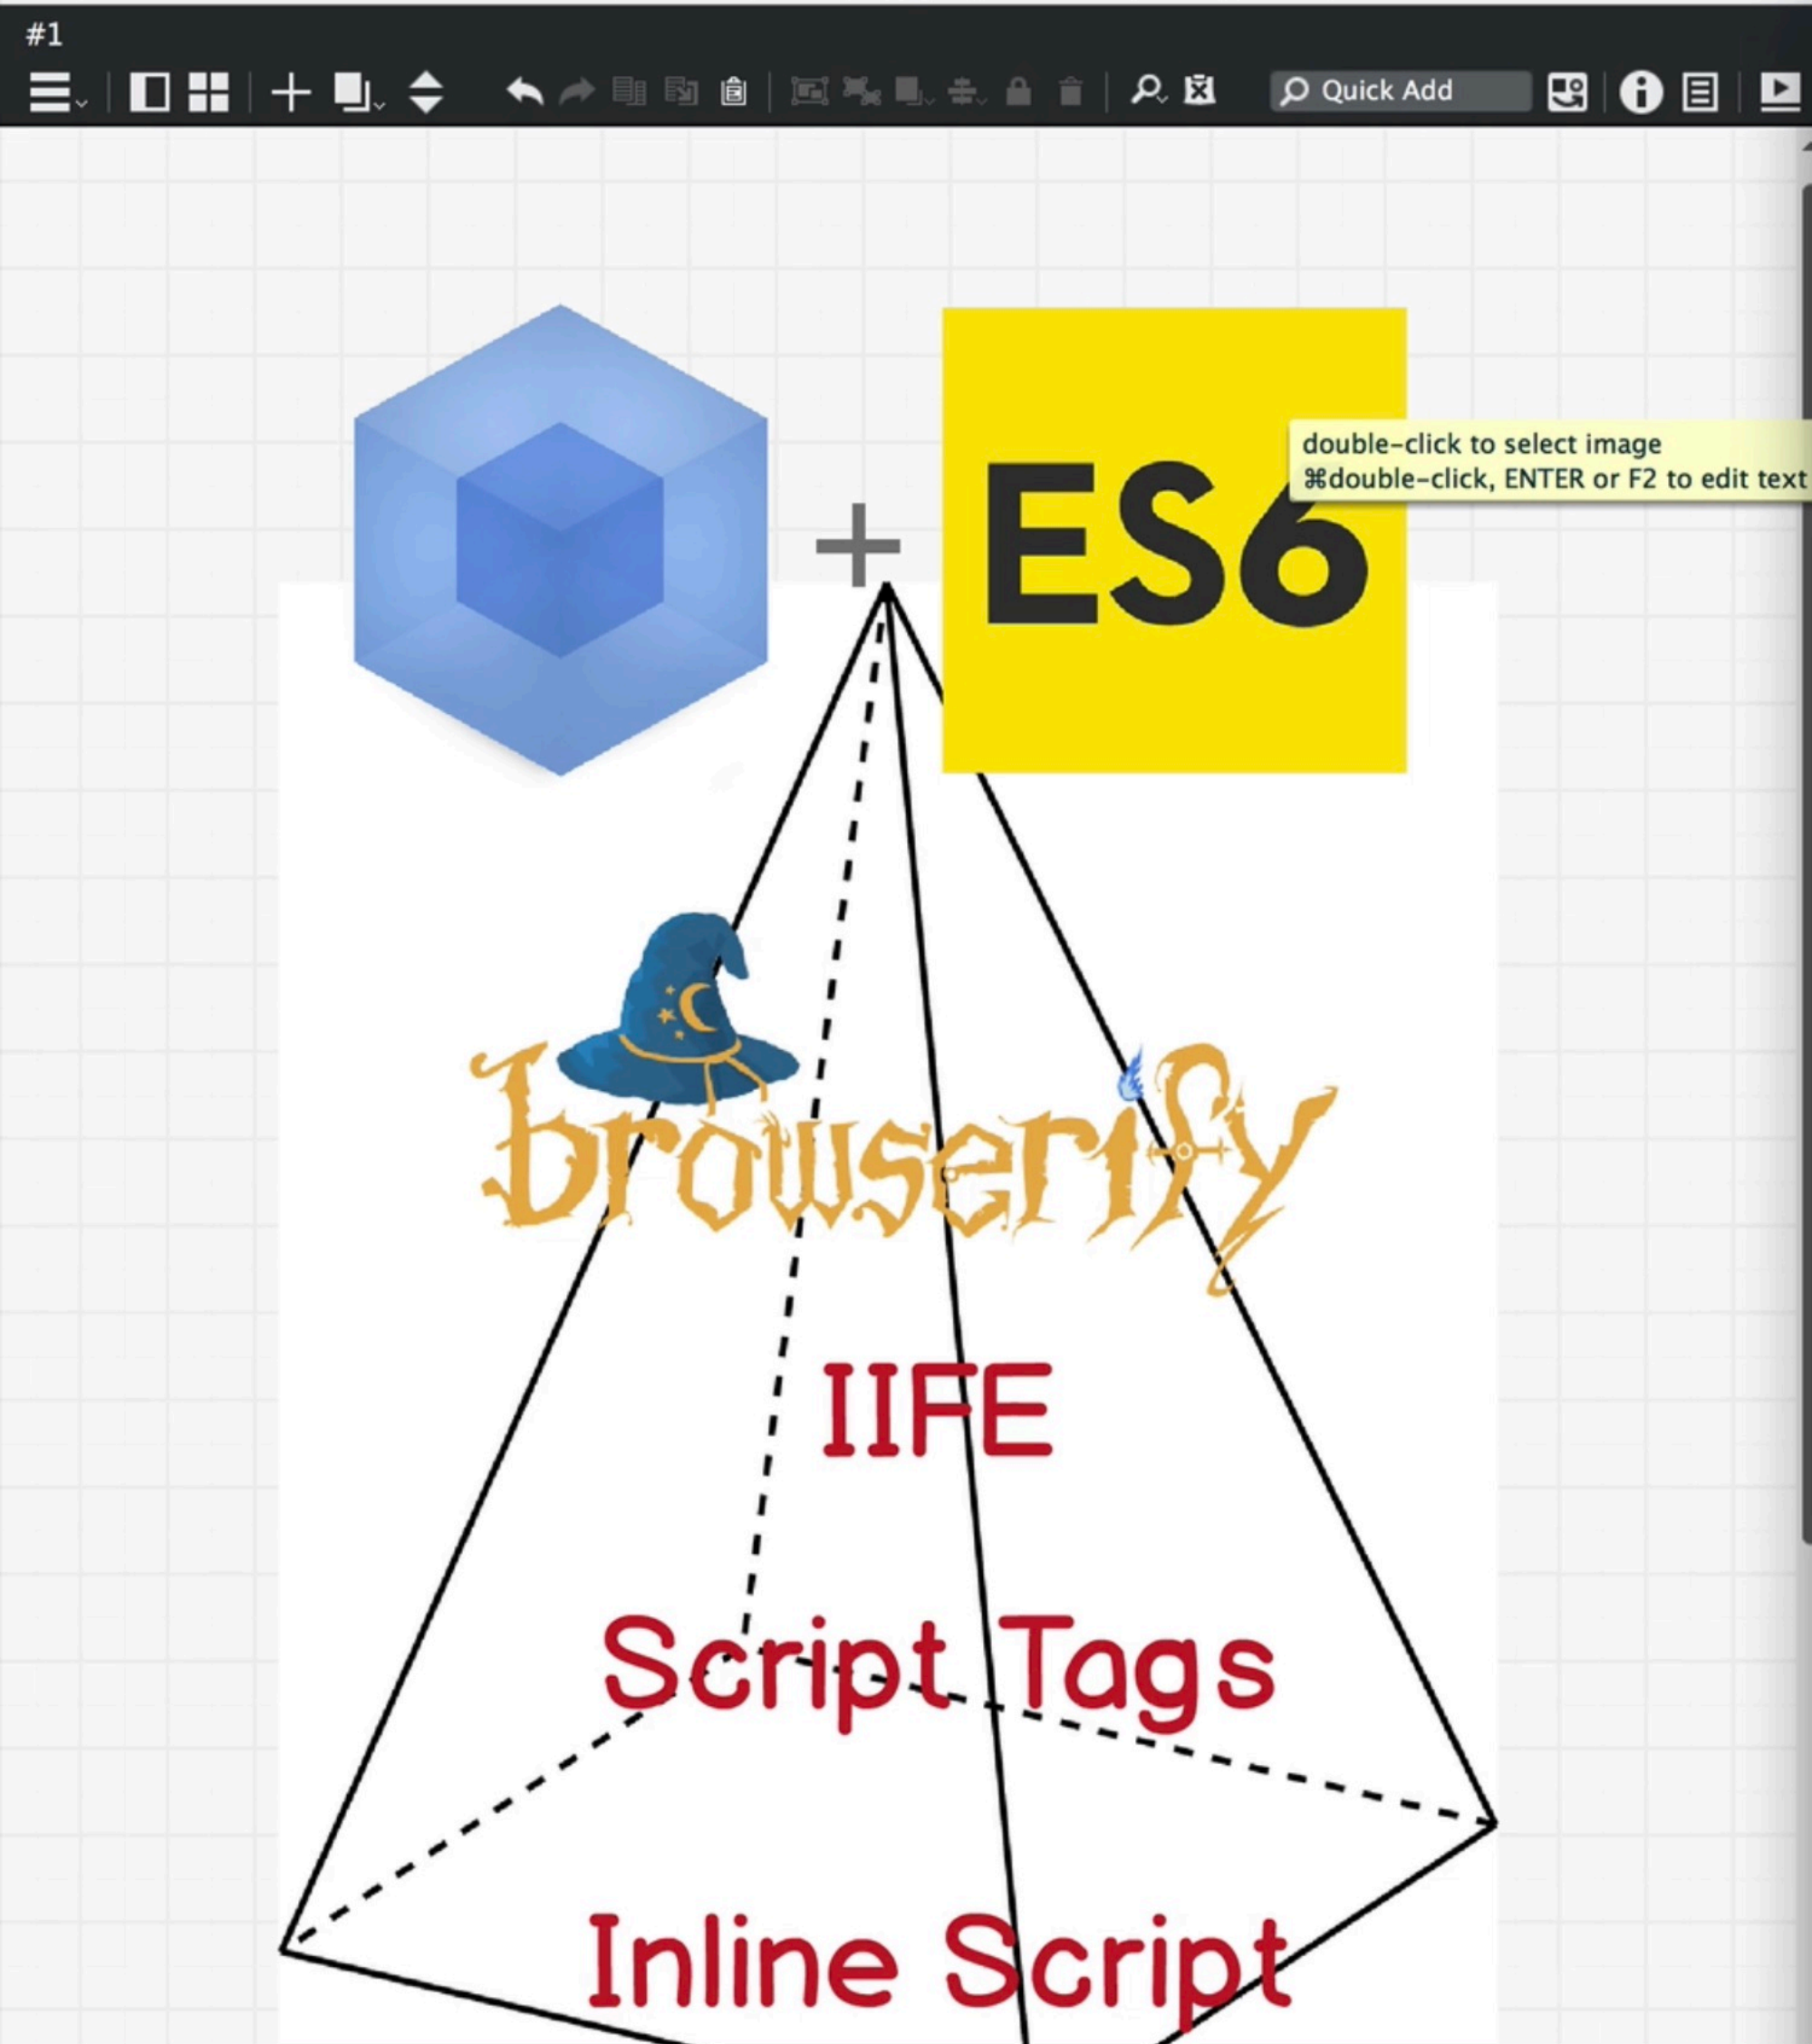 #1
Quick Add
ES6
double-click to select image
⌘double-click, ENTER or F2 to edit text
browserify
IIFE
Script Tags
Inline Script